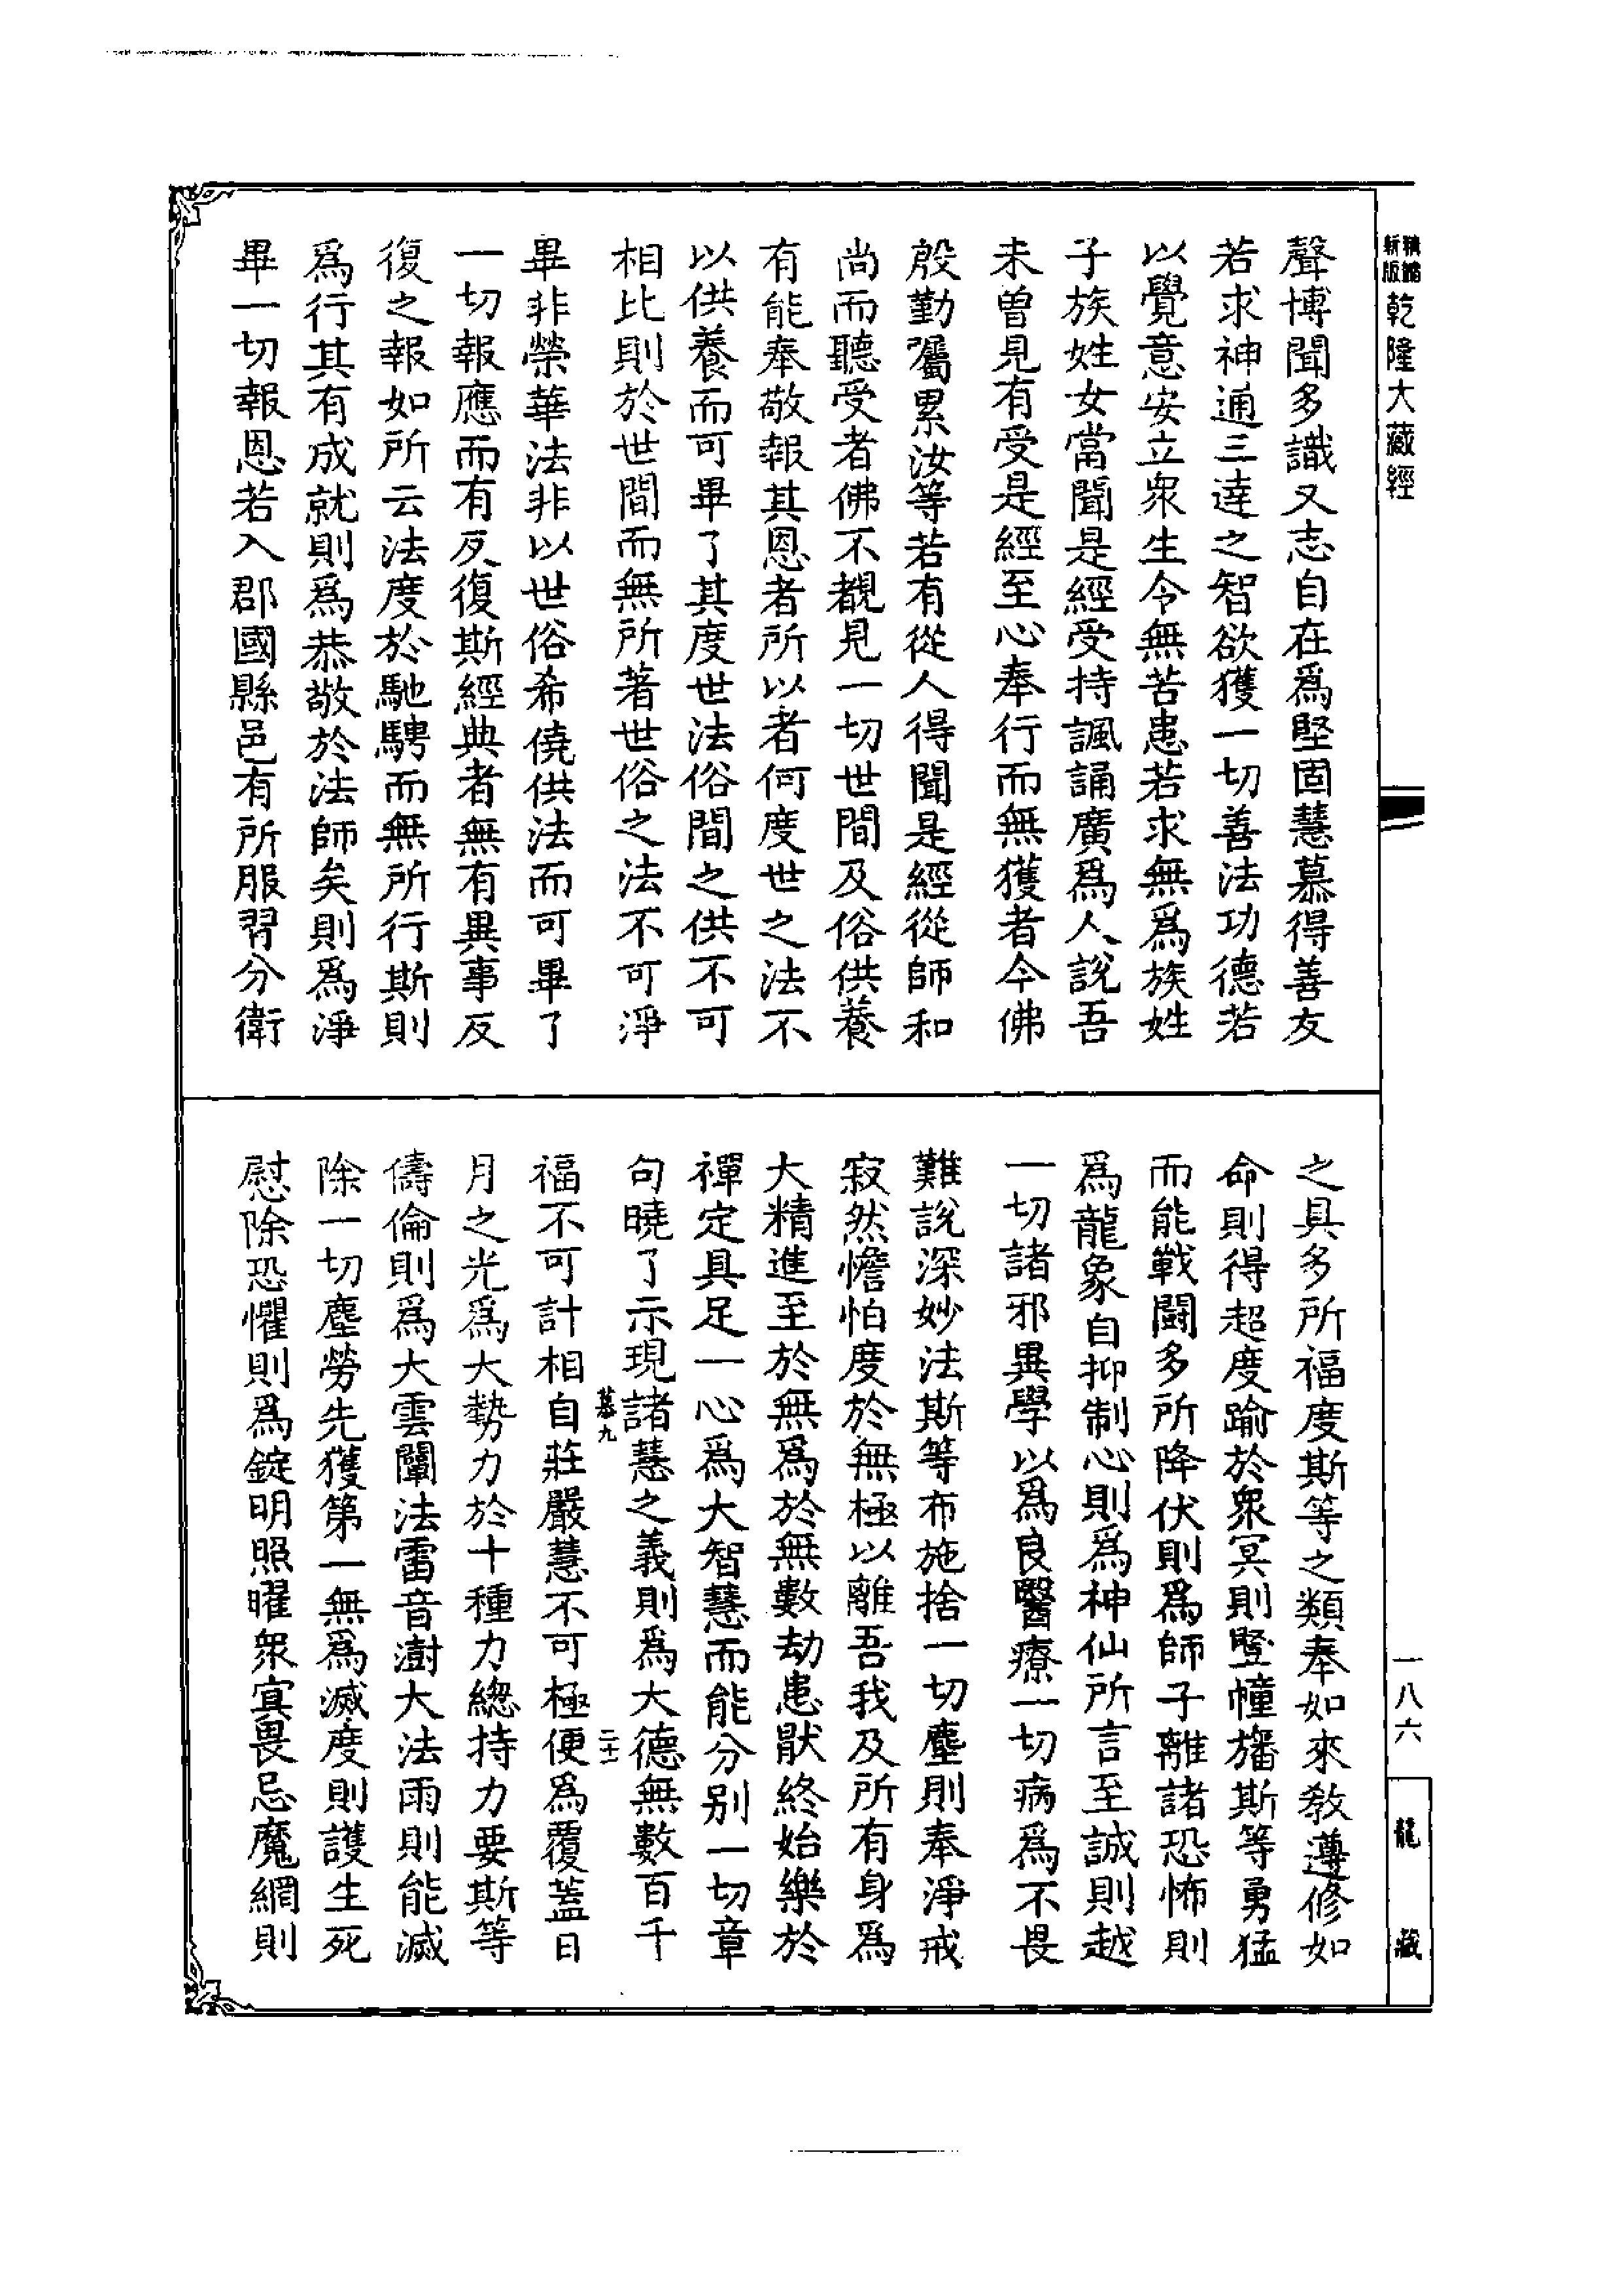 精縮新版
乾隆大藏經
聲博聞多識又志自在爲堅固慧慕得善友
若求神通三達之智欲獲一切善法功德若
以覺意安立衆生令無苦患若求無爲族姓
子族姓女當聞是經受持諷誦廣爲人說吾
未曾見有受是經至心奉行而無獲者今佛
殷勤囑累汝等若有從人得聞是經從師和
尚而聽受者佛不覩見一切世間及俗供養
有能奉敬報其恩者所以者何度世之法不
以供養而可畢了其度世法俗間之供不可
相比則於世間而無所著世俗之法不可淨
畢非榮華法非以世俗希僥供法而可畢了
一切報應而有反復斯經典者無有異事反
復之報如所云法度於馳騁而無所行斯則
爲行其有成就則爲恭敬於法師矣則爲淨
畢一切報恩若入郡國縣邑有所服習分衛
之具多所福度斯等之類奉如來教遵修如
命則得超度踰於衆冥則豎幢旛斯等勇猛
而能戰鬪多所降伏則爲師子離諸恐怖則
爲龍象自抑制心則爲神仙所言至誠則越
一切諸邪異學以爲良醫療一切病爲不畏
難說深妙法斯等布施捨一切塵則奉淨戒
寂然憺怕度於無極以離吾我及所有身爲
大精進至於無爲於無數劫患猒終始樂於
禪定具足一心爲大智慧而能分別一切章
句曉了示現諸慧之義則爲大德無數百千
慕九
二十一
福不可計相自莊嚴慧不可極便爲覆蓋日
月之光爲大勢力於十種力總持力要斯等
儔倫則爲大雲闡法雷音澍大法雨則能滅
除一切塵勞先獲第一無爲滅度則護生死
慰除恐懼則爲錠明照曜衆冥畏忌魔網則
一八六
龍藏